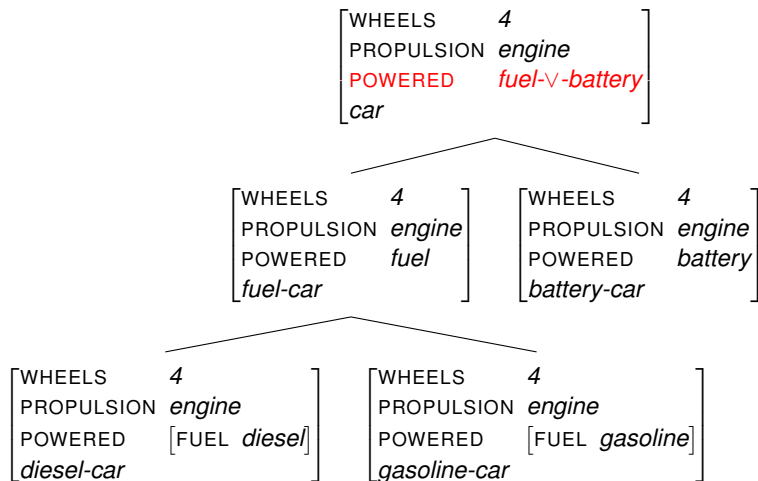 WHEELS 4
PROPULSION engine
POWERED fuel-∨-battery
car
WHEELS 4
PROPULSION engine
POWERED fuel
fuel-car
WHEELS 4
PROPULSION engine
POWERED battery
battery-car
WHEELS 4
PROPULSION engine
POWERED [FUEL diesel]
diesel-car
WHEELS 4
PROPULSION engine
POWERED [FUEL gasoline]
gasoline-car